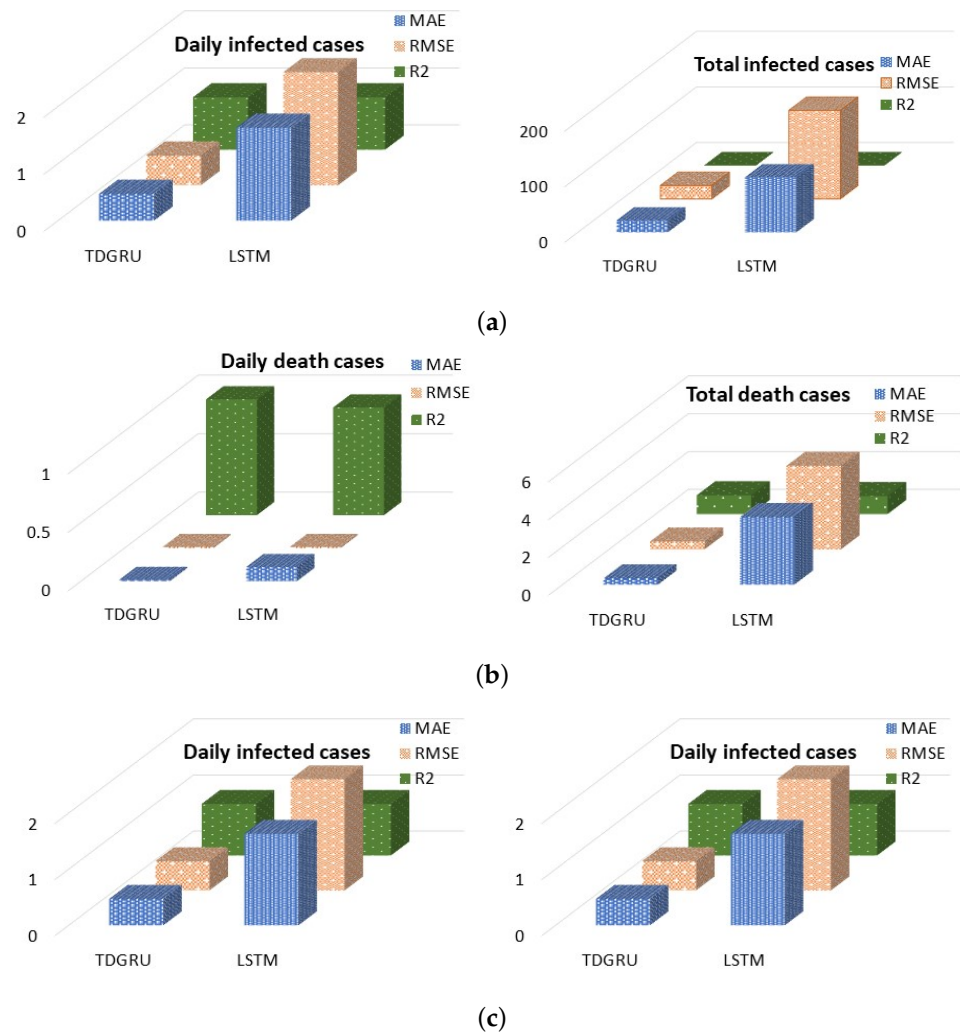 Daily infected cases
MAE
RMSE
R2
2
1
0
TDGRU LSTM
Total infected cases
MAE
RMSE
R2
200
100
0
TDGRU LSTM
(a)
Daily death cases
MAE
RMSE
R2
1
0.5
0
TDGRU LSTM
Total death cases
MAE
RMSE
R2
6
4
2
0
TDGRU LSTM
(b)
Daily infected cases
MAE
RMSE
R2
2
1
0
TDGRU LSTM
Daily infected cases
MAE
RMSE
R2
2
1
0
TDGRU LSTM
(c)